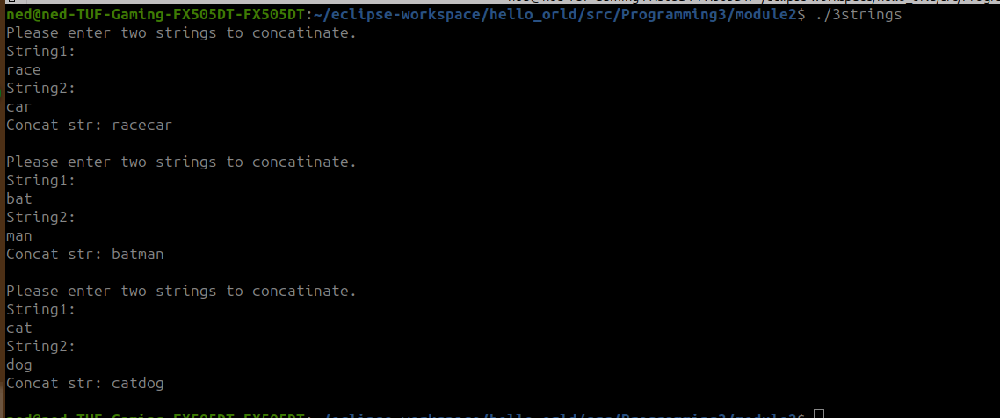 ned@ned-TUF-Gaming-FX505DT-FX505DT:~/eclipse-workspace/hello_orld/src/Programming3/module2$ ./3strings
Please enter two strings to concatinate.
String1:
race
String2:
car
Concat str: racecar
Please enter two strings to concatinate.
String1:
bat
String2:
man
Concat str: batman
Please enter two strings to concatinate.
String1:
cat
String2:
dog
Concat str: catdog
ned@ned-TUF-Gaming-FX505DT-FX505DT:~/eclipse-workspace/hello_orld/src/Programming3/module2$